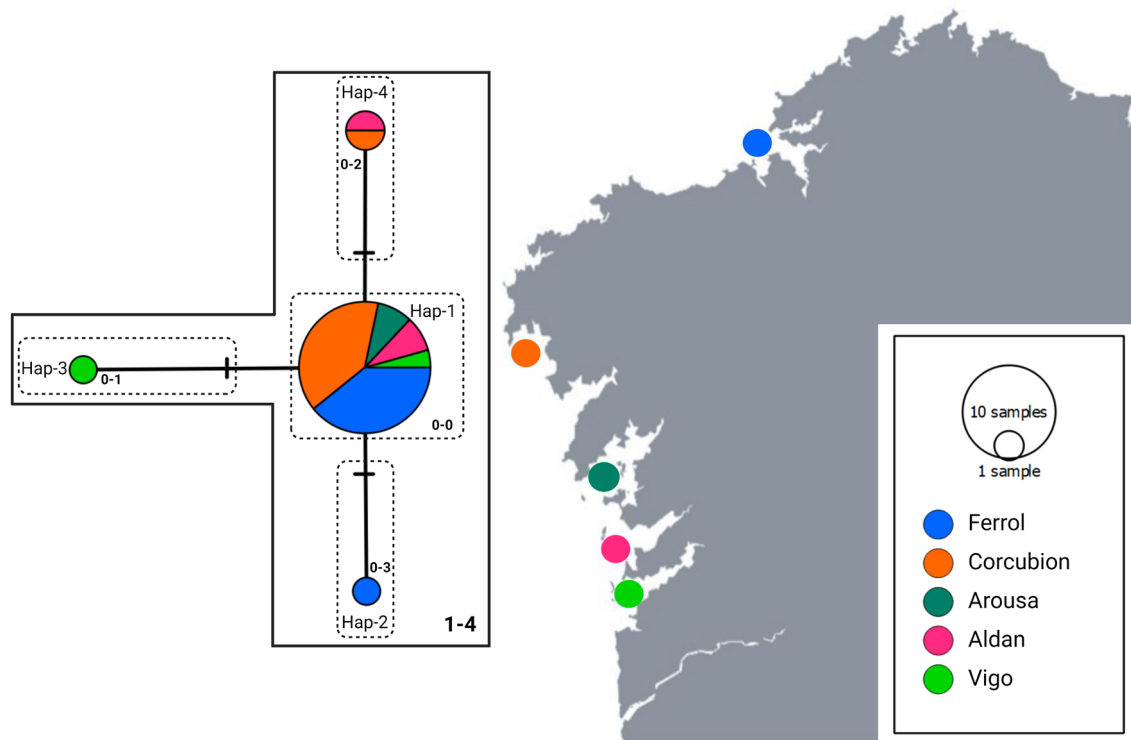 Hap-4
0-2
Hap-1
Hap-3
0-1
0-0
0-3
Hap-2
1-4
10 samples
1 sample
Ferrol
Corcubion
Arousa
Aldan
Vigo